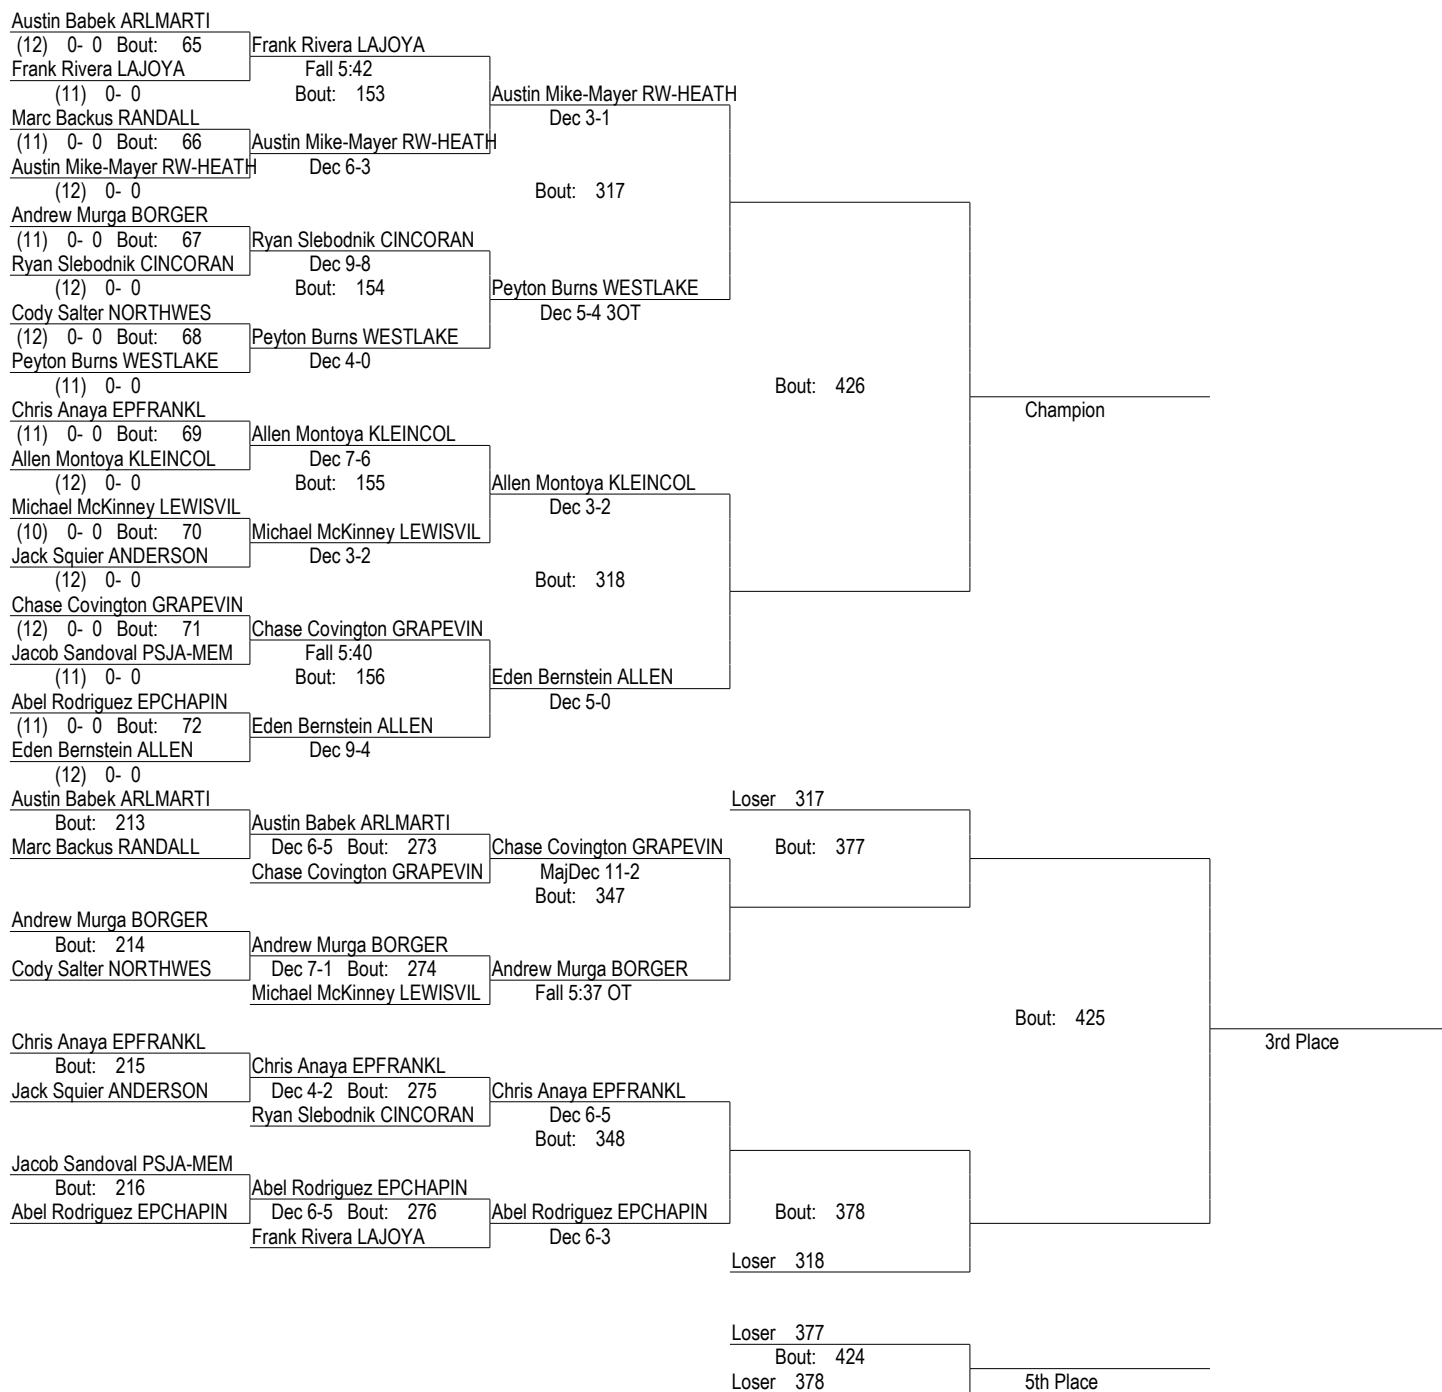 Austin Babek ARLMARTI
(12) 0- 0 Bout: 65 Frank Rivera LAJOYA
Frank Rivera LAJOYA Fall 5:42
(11) 0- 0 Bout: 153 Austin Mike-Mayer RW-HEATH
Marc Backus RANDALL Dec 3-1
(11) 0- 0 Bout: 66 Austin Mike-Mayer RW-HEATH
Austin Mike-Mayer RW-HEATH Dec 6-3
(12) 0- 0 Bout: 317
Andrew Murga BORGER
(11) 0- 0 Bout: 67 Ryan Slebodnik CINCORAN
Ryan Slebodnik CINCORAN Dec 9-8
(12) 0- 0 Bout: 154 Peyton Burns WESTLAKE
Cody Salter NORTHWES Dec 5-4 3OT
(12) 0- 0 Bout: 68 Peyton Burns WESTLAKE
Peyton Burns WESTLAKE Dec 4-0
(11) 0- 0 Bout: 426
Chris Anaya EPFRANKL Champion
(11) 0- 0 Bout: 69 Allen Montoya KLEINCOL
Allen Montoya KLEINCOL Dec 7-6
(12) 0- 0 Bout: 155 Allen Montoya KLEINCOL
Michael McKinney LEWISVIL Dec 3-2
(10) 0- 0 Bout: 70 Michael McKinney LEWISVIL
Jack Squier ANDERSON Dec 3-2
(12) 0- 0 Bout: 318
Chase Covington GRAPEVIN
(12) 0- 0 Bout: 71 Chase Covington GRAPEVIN
Jacob Sandoval PSJA-MEM Fall 5:40
(11) 0- 0 Bout: 156 Eden Bernstein ALLEN
Abel Rodriguez EPCHAPIN Dec 5-0
(11) 0- 0 Bout: 72 Eden Bernstein ALLEN
Eden Bernstein ALLEN Dec 9-4
(12) 0- 0
Austin Babek ARLMARTI Loser 317
Bout: 213 Austin Babek ARLMARTI
Marc Backus RANDALL Dec 6-5 Bout: 273 Chase Covington GRAPEVIN Bout: 377
Chase Covington GRAPEVIN MajDec 11-2
Bout: 347
Andrew Murga BORGER
Bout: 214 Andrew Murga BORGER
Cody Salter NORTHWES Dec 7-1 Bout: 274 Andrew Murga BORGER
Michael McKinney LEWISVIL Fall 5:37 OT
Bout: 425
Chris Anaya EPFRANKL 3rd Place
Bout: 215 Chris Anaya EPFRANKL
Jack Squier ANDERSON Dec 4-2 Bout: 275 Chris Anaya EPFRANKL
Ryan Slebodnik CINCORAN Dec 6-5
Bout: 348
Jacob Sandoval PSJA-MEM
Bout: 216 Abel Rodriguez EPCHAPIN
Abel Rodriguez EPCHAPIN Dec 6-5 Bout: 276 Abel Rodriguez EPCHAPIN Bout: 378
Frank Rivera LAJOYA Dec 6-3
Loser 318
Loser 377
Bout: 424
Loser 378 5th Place